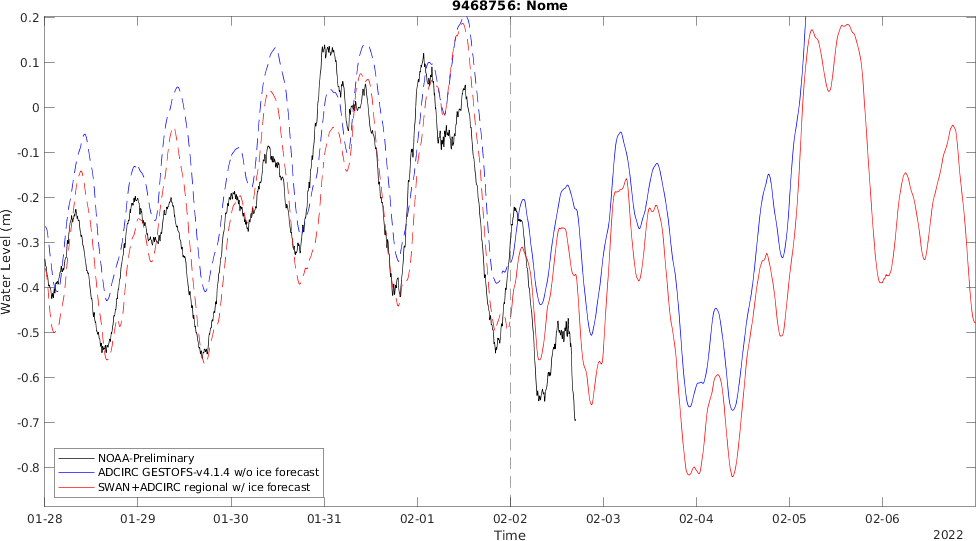 9468756: Nome
0.2
0.1
0
-0.1
-0.2
-0.3
-0.4
-0.5
-0.6
-0.7
-0.8
Water Level (m)
NOAA-Preliminary
ADCIRC GESTOFS-v4.1.4 w/o ice forecast
SWAN+ADCIRC regional w/ ice forecast
01-28 01-29 01-30 01-31 02-01 02-02 02-03 02-04 02-05 02-06
Time
2022